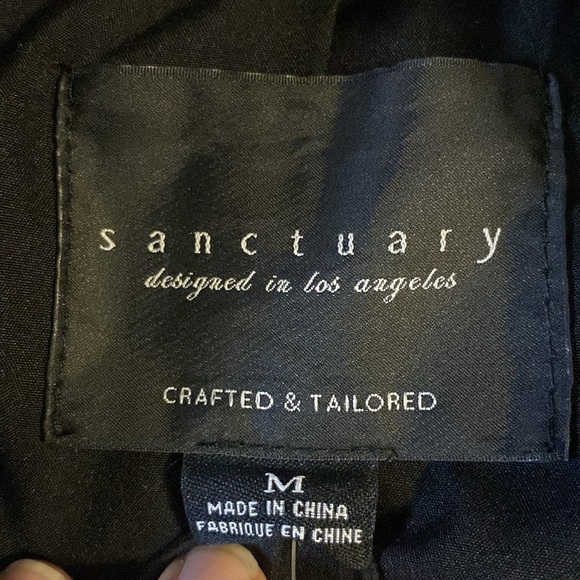 sanctuary
designed in los angeles
CRAFTED & TAILORED
M
MADE IN CHINA
FABRIQUE EN CHINE